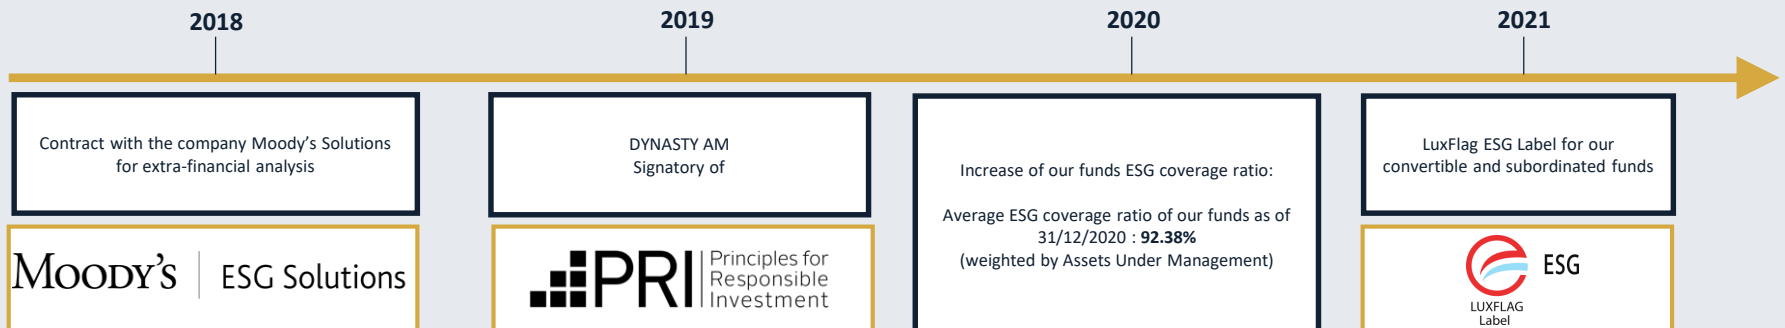 2018
2019
2020
2021
Contract with the company Moody's Solutions
for extra-financial analysis
MOODY'S
ESG Solutions
DYNASTY AM
Signatory of
PRI
Principles for
Responsible
Investment
Increase of our funds ESG coverage ratio:
Average ESG coverage ratio of our funds as of
31/12/2020 : 92.38%
(weighted by Assets Under Management)
LuxFlag ESG Label for our
convertible and subordinated funds
ESG
LUXFLAG
Label